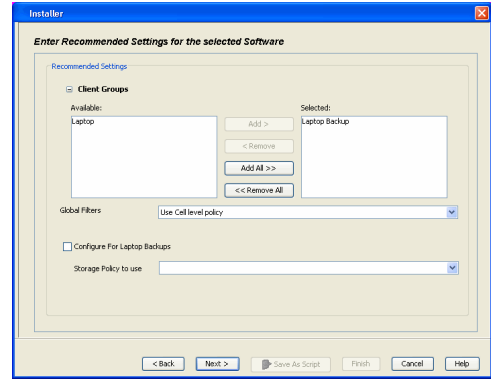 Installer
Enter Recommended Settings for the selected Software
Recommended Settings
Client Groups
Available:
Selected:
Laptop
Laptop Backup
Add >
< Remove
Add All >>
<< Remove All
Global Filters
Use Cell level policy
Configure For Laptop Backups
Storage Policy to use
< Back
Next >
Save As Script
Finish
Cancel
Help